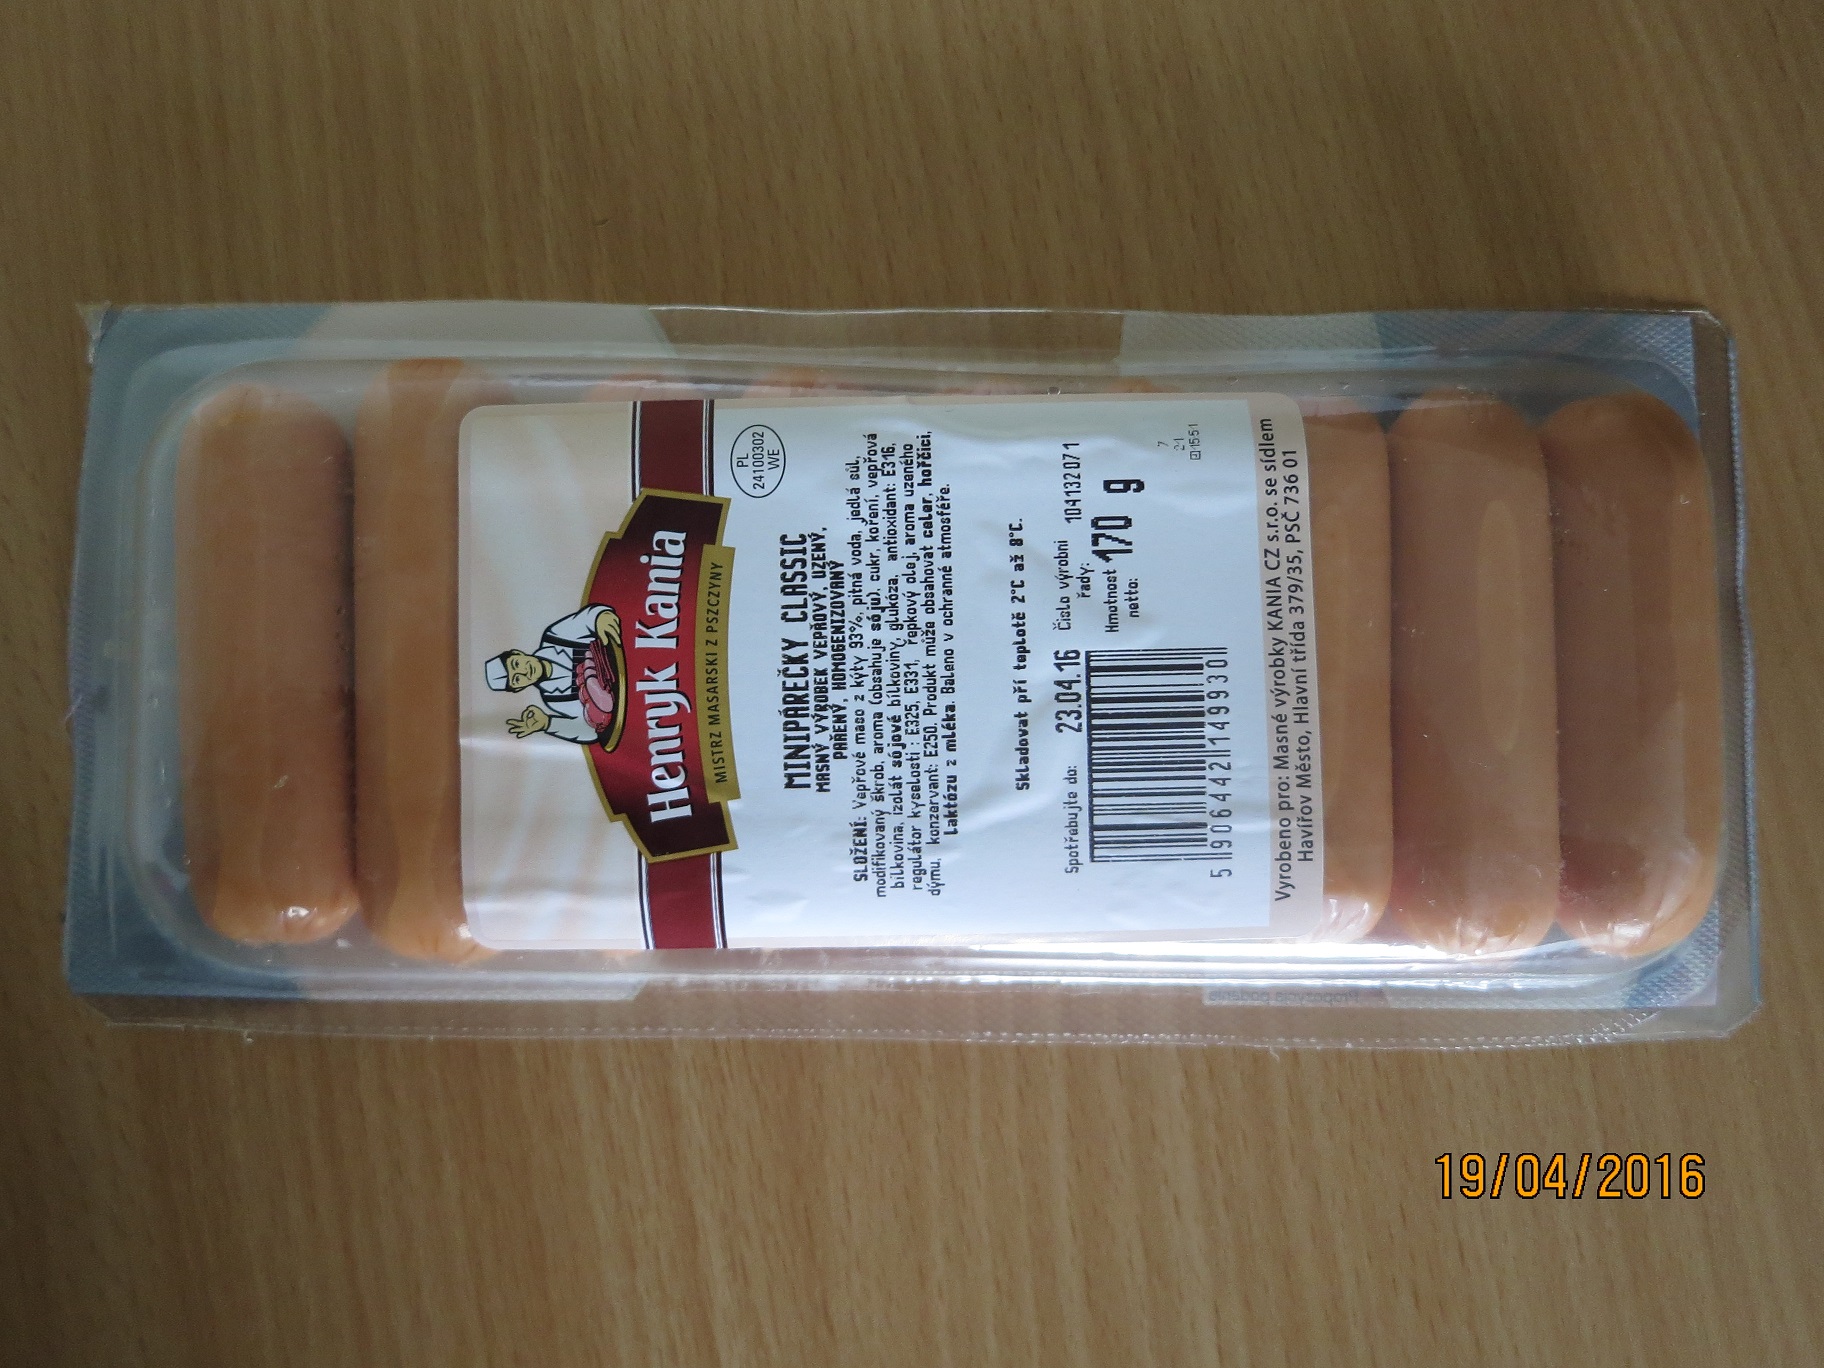 Henryk Kania
MISTRZ MASARSKI Z PSZCZYNY
PL
24100302
WE
MINIPÁREČKY CLASSIC
MASNÝ VÝROBEK VEPŘOVÝ, UZENÝ,
PAŘENÝ, HOMOGENIZOVANÝ
SLOŽENÍ: Vepřové maso z kýty 93%, pitná voda, jedlá sůl,
modifikovaný škrob, aroma (obsahuje sóju), cukr, koření, vepřová
bílkovina, izolát sójové bílkoviny, glukóza, antioxidant: E316,
regulátor kyselosti : E325, E331, řepkový olej, aroma uzeného
dýmu, konzervant: E250. Produkt může obsahovat celer, hořčici,
laktózu z mléka. Baleno v ochranné atmosféře.
Skladovat při teplotě 2°C až 8°C.
Spotřebujte do: 23.04.16 Číslo výrobní řady: 104132071
Hmotnost netto: 170 g
7
21
15:51
5 906442 149930
Vyrobeno pro: Masné výrobky KANIA CZ s.r.o. se sídlem
Havířov Město, Hlavní třída 379/35, PSČ 736 01
19/04/2016